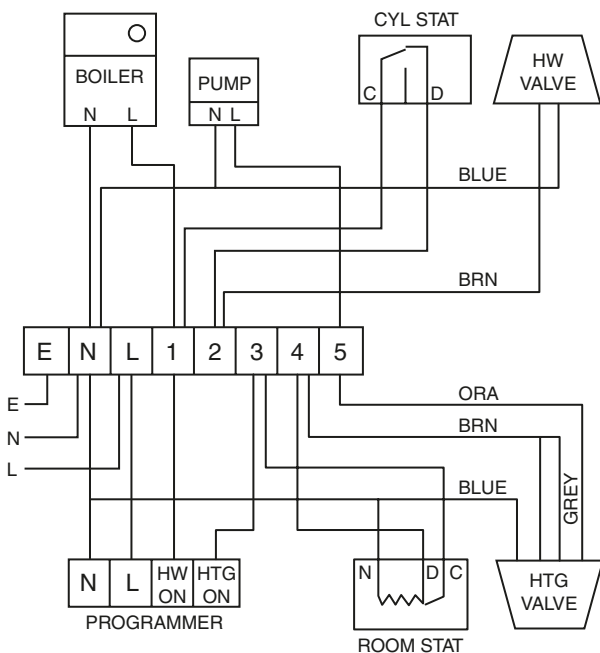 CYL STAT
BOILER
N L
PUMP
N L
C D
HW
VALVE
BLUE
BRN
E N L 1 2 3 4 5
E
N
L
ORA
BRN
BLUE
GREY
N L HW ON HTG ON
PROGRAMMER
N D C
ROOM STAT
HTG
VALVE